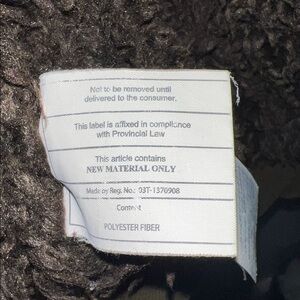 Not to be removed until
delivered to the consumer.
This label is affixed in compliance
with Provincial Law
This article contains
NEW MATERIAL ONLY
Made by Reg. No.: 03T-1370908
Content
POLYESTER FIBER